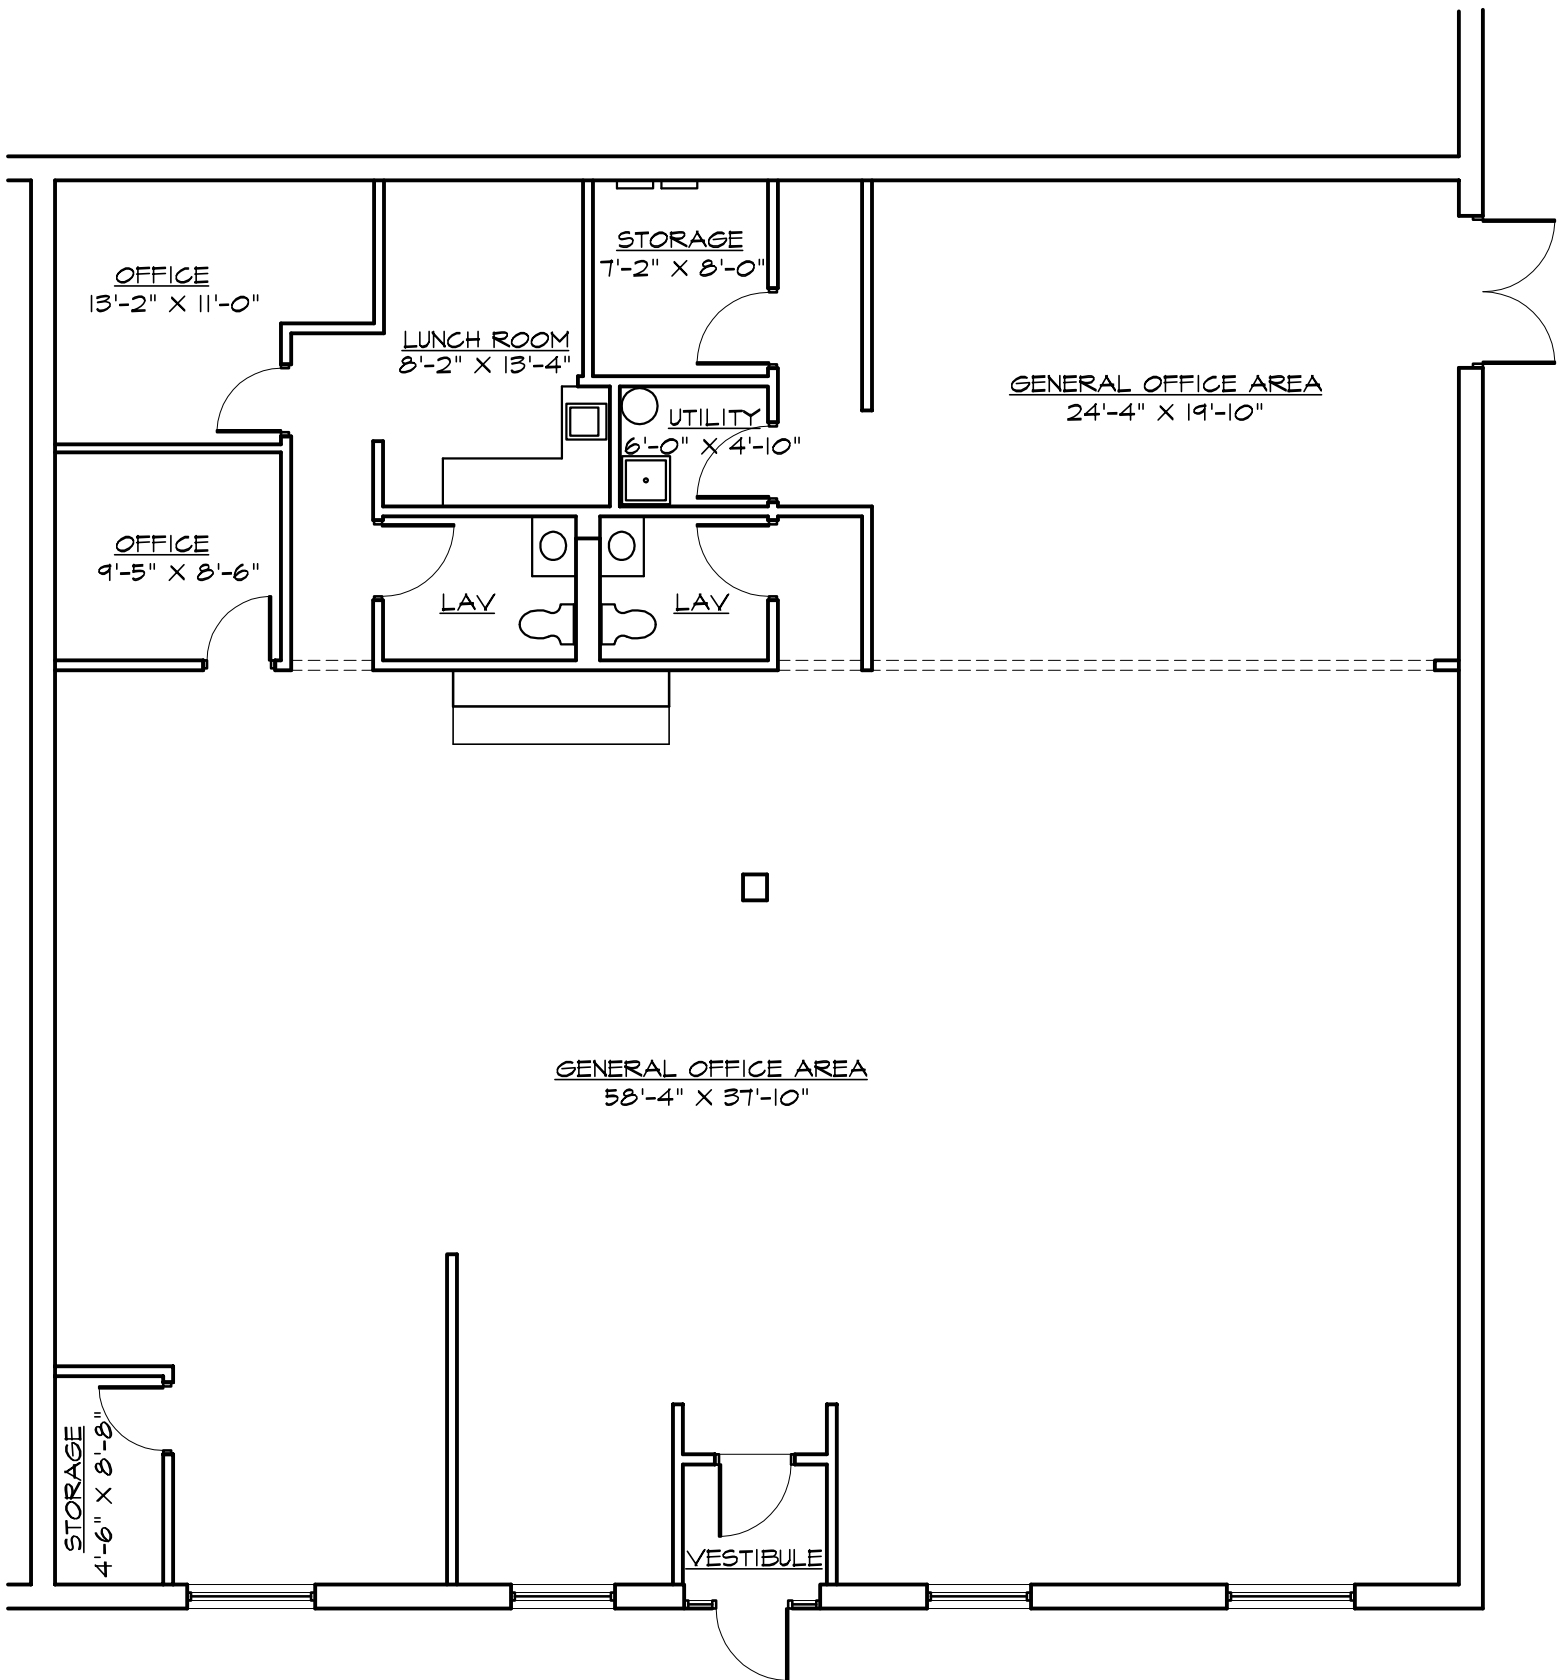 STORAGE
7'-2" X 8'-0"
OFFICE
13'-2" X 11'-0"
LUNCH ROOM
8'-2" X 13'-4"
GENERAL OFFICE AREA
24'-4" X 19'-10"
UTILITY
6'-0" X 4'-10"
OFFICE
9'-5" X 8'-6"
LAV
LAV
GENERAL OFFICE AREA
58'-4" X 37'-10"
STORAGE
4'-6" X 8'-8"
VESTIBULE